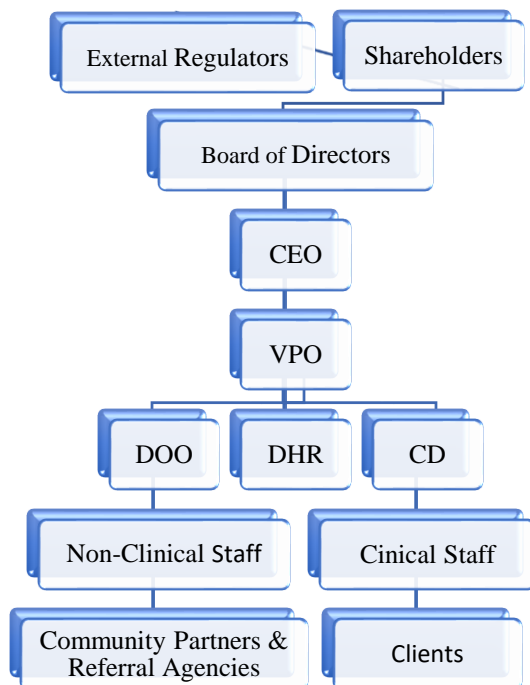 External Regulators
Shareholders
Board of Directors
CEO
VPO
DOO
DHR
CD
Non-Clinical Staff
Cinical Staff
Community Partners &
Referral Agencies
Clients